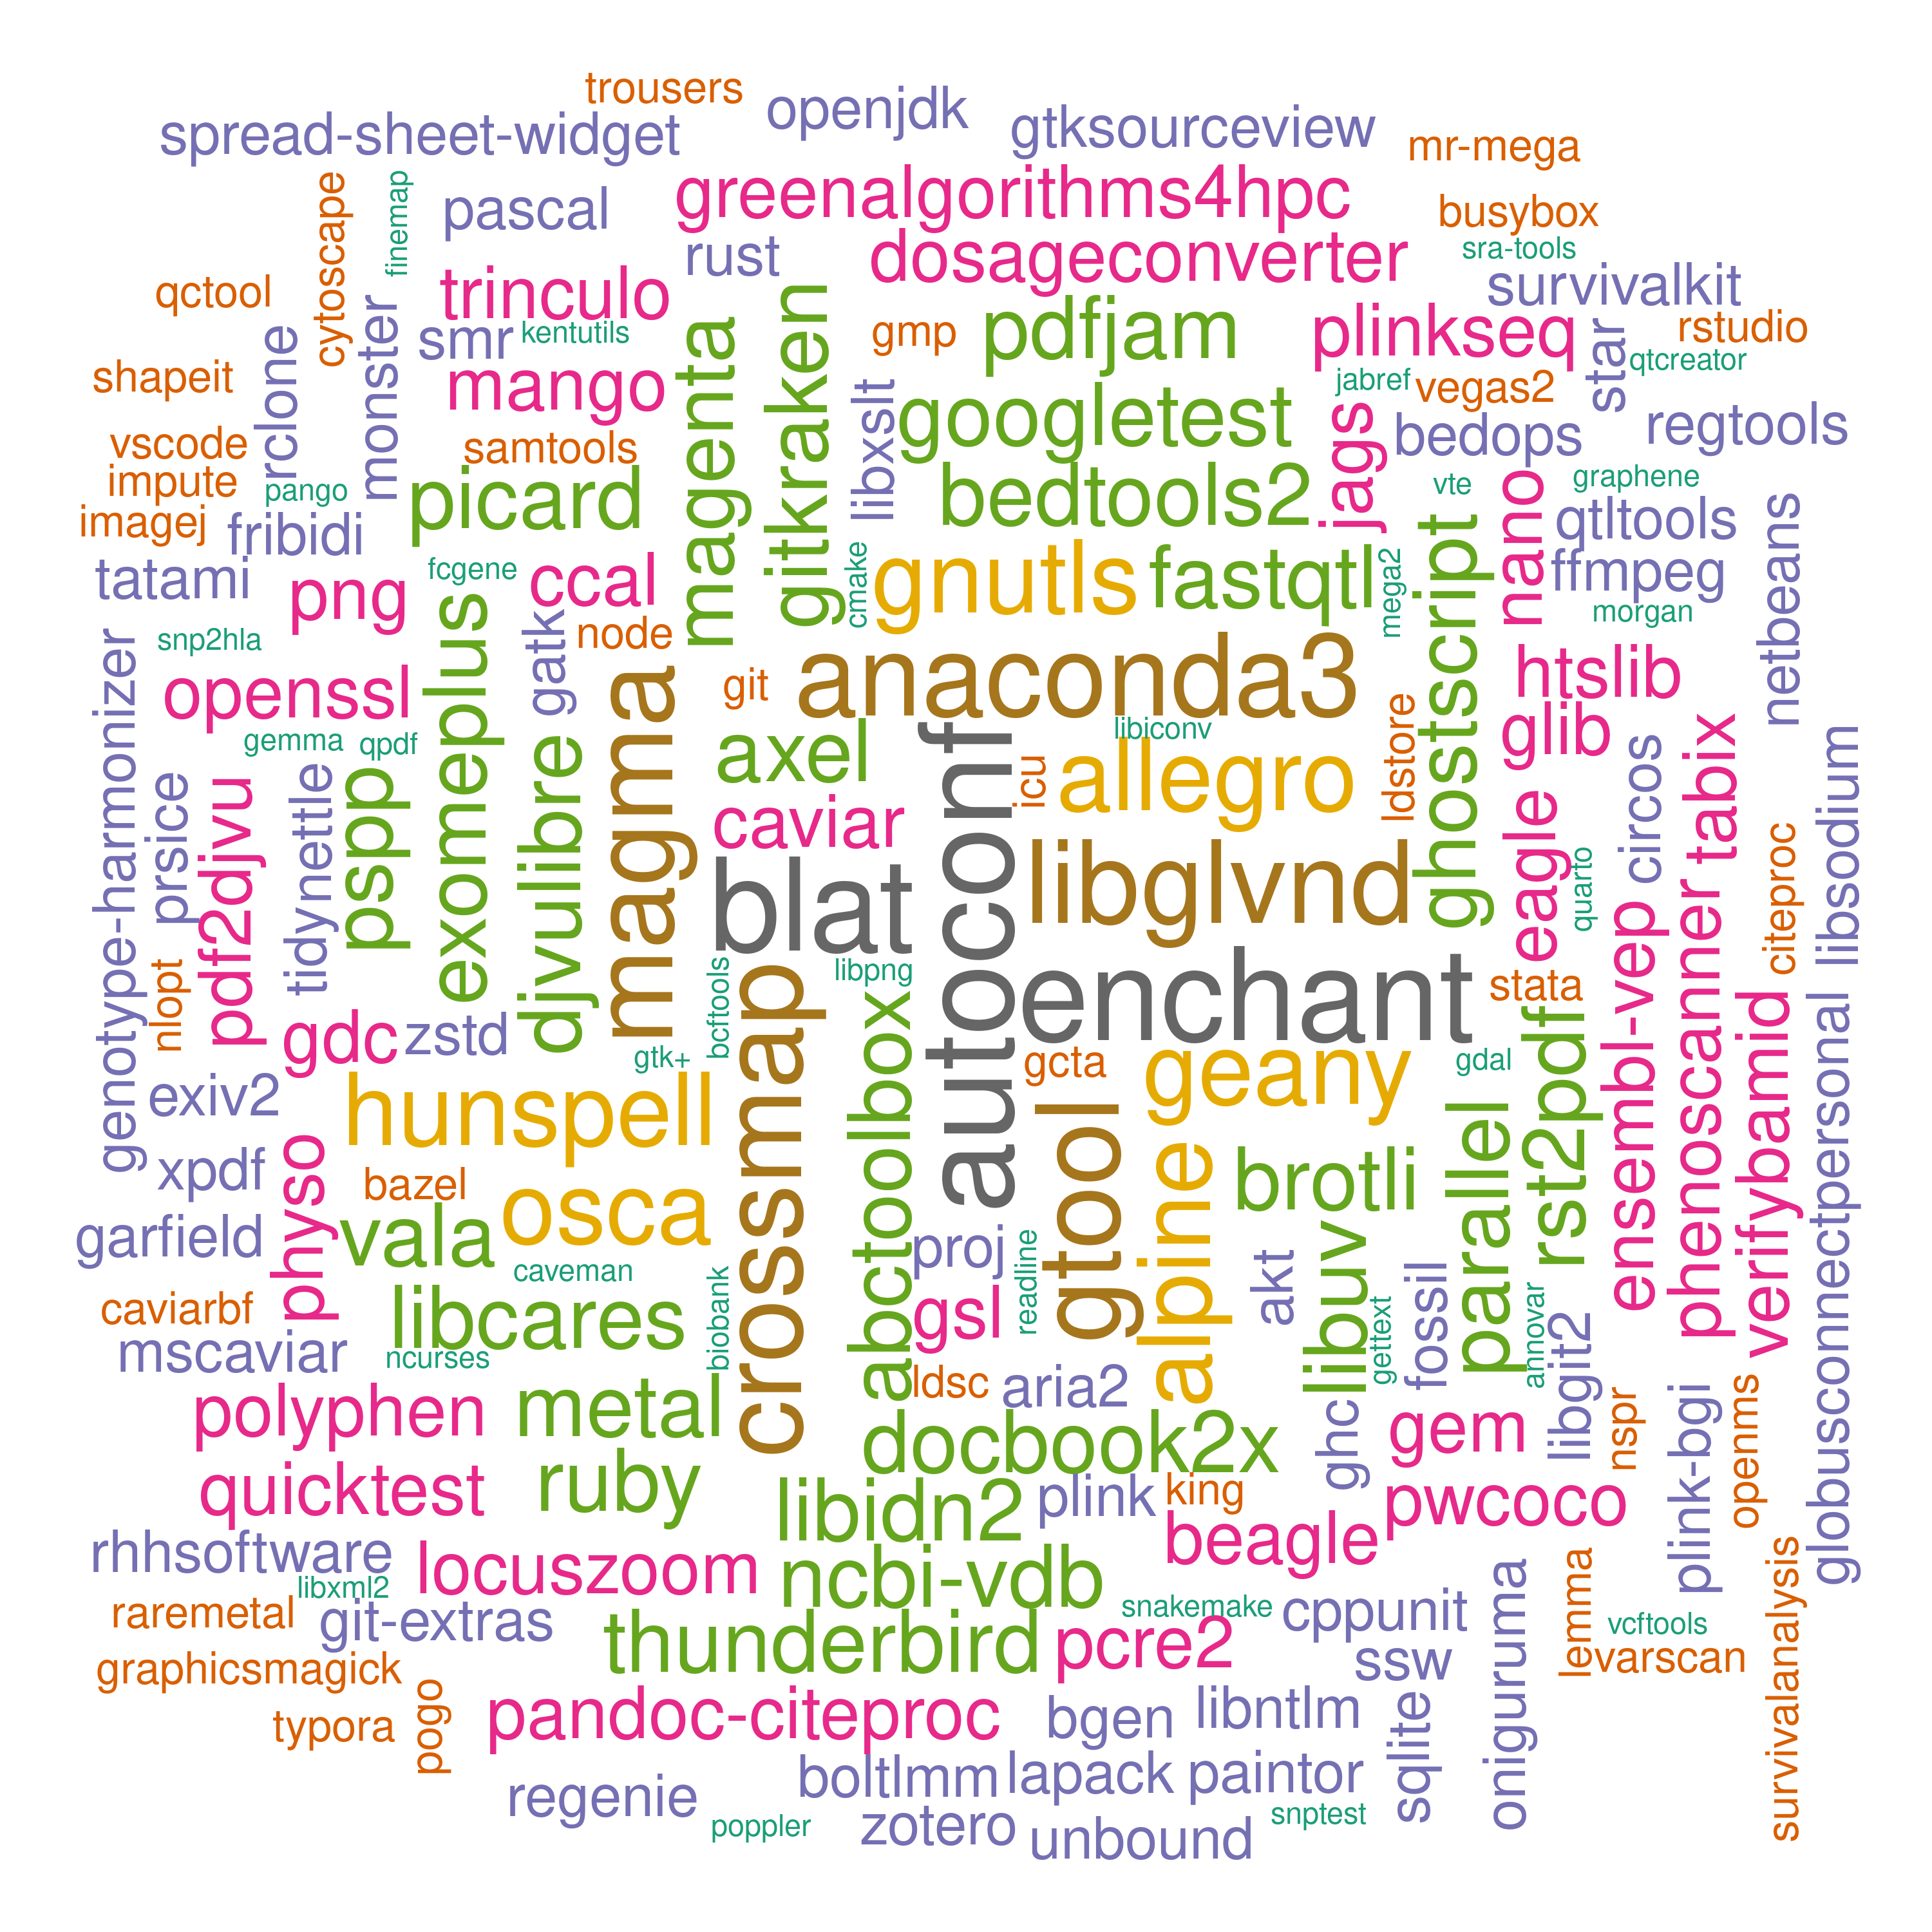 trousers
openjdk
spread-sheet-widget
gtksourceview
mr-mega
greenalgorithms4hpc
cytoscape
finemap
pascal
busybox
rust
dosageconverter
sra-tools
qctool
trinculo
survivalkit
monster
smr
kentutils
magenta
gitkraken
gmp
pdfjam
plinkseq
star
rstudio
qtcreator
shapeit
rclone
mango
libxslt
googletest
jabref
vegas2
jags
vscode
samtools
bedops
regtools
impute
pango
picard
bedtools2
vte
graphene
imagej
fribidi
ghostscript
nano
qtltools
netbeans
tatami
png
fcgene
ccal
cmake
gnutls
fastqtl
mega2
ffmpeg
morgan
snp2hla
exomeplus
gatk
node
genotype-harmonizer
openssl
magma
git
anaconda3
htslib
gemma
qpdf
djvulibre
axel
autoconf
libiconv
ldstore
glib
circos
tabix
prsice
pdf2djvu
tidynettle
pspp
caviar
icu
allegro
eagle
quarto
citeproc
libsodium
blat
libglvnd
nlopt
bcftools
crossmap
libpng
enchant
stata
ensembl-vep
phenoscanner
verifybamid
globusconnectpersonal
gdc
zstd
gtk+
abctoolbox
gcta
geany
gdal
rst2pdf
exiv2
hunspell
gtool
alpine
parallel
xpdf
physo
bazel
osca
brotli
garfield
vala
caveman
biobank
proj
readline
akt
libuv
fossil
caviarbf
libcares
gsl
gettext
annovar
libgit2
mscaviar
ncurses
polyphen
metal
ldsc
aria2
ghc
gem
nspr
plink-bgi
openms
docbook2x
quicktest
ruby
libidn2
plink
king
pwcoco
rhhsoftware
libxml2
locuszoom
ncbi-vdb
beagle
oniguruma
lemma
survivalanalysis
raremetal
git-extras
thunderbird
snakemake
pcre2
cppunit
ssw
vcftools
varscan
graphicsmagick
typora
pogo
pandoc-citeproc
bgen
libntlm
sqlite
regenie
boltlmm
lapack
paintor
poppler
zotero
unbound
snptest